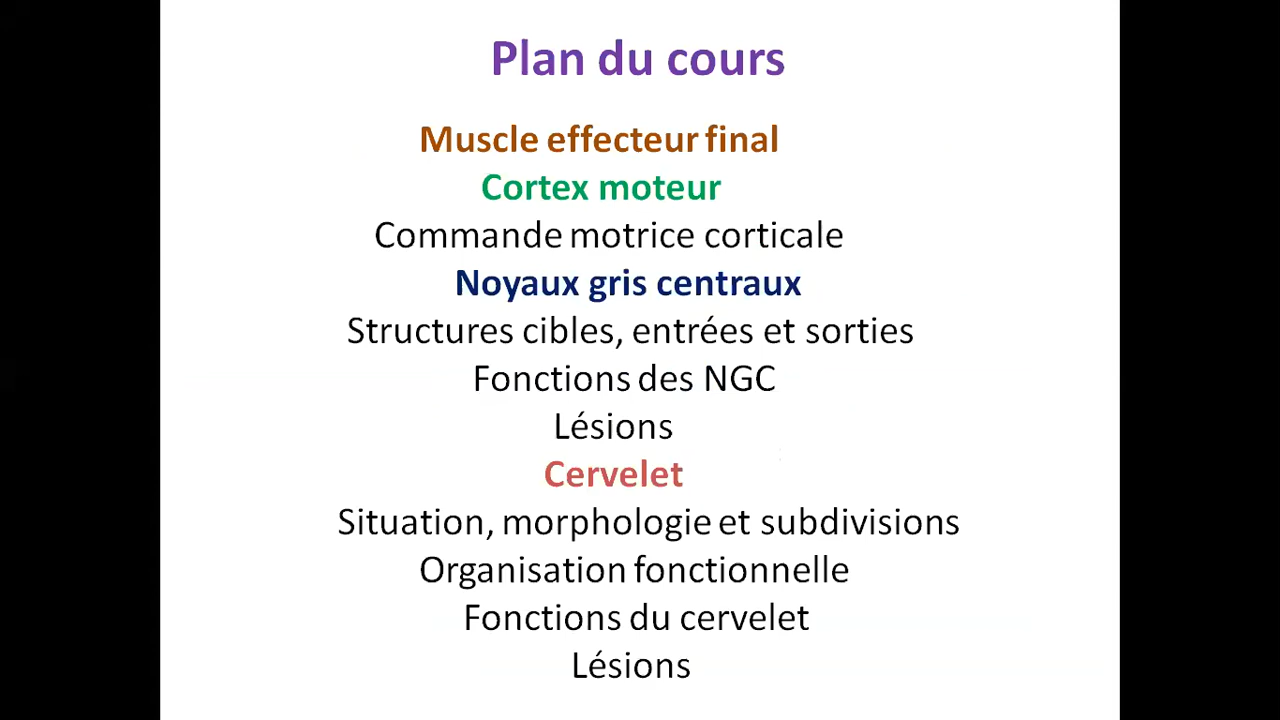 Plan du cours
Muscle effecteur final
Cortex moteur
Commande motrice corticale
Noyaux gris centraux
Structures cibles, entrées et sorties
Fonctions des NGC
Lésions
Cervelet
Situation, morphologie et subdivisions
Organisation fonctionnelle
Fonctions du cervelet
Lésions